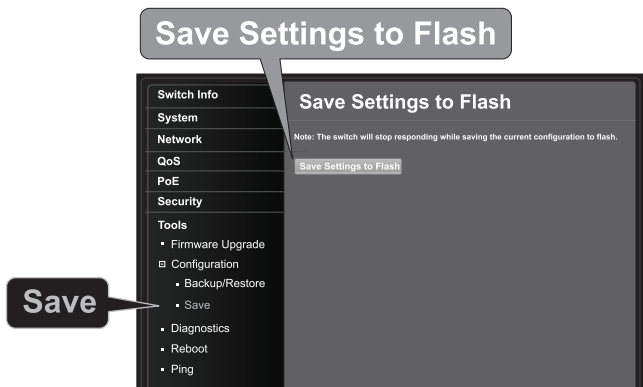 Save Settings to Flash
Switch Info
System
Network
QoS
PoE
Security
Tools
Firmware Upgrade
Configuration
Backup/Restore
Save
Diagnostics
Reboot
Ping
Save Settings to Flash
Note: The switch will stop responding while saving the current configuration to flash.
Save Settings to Flash
Save